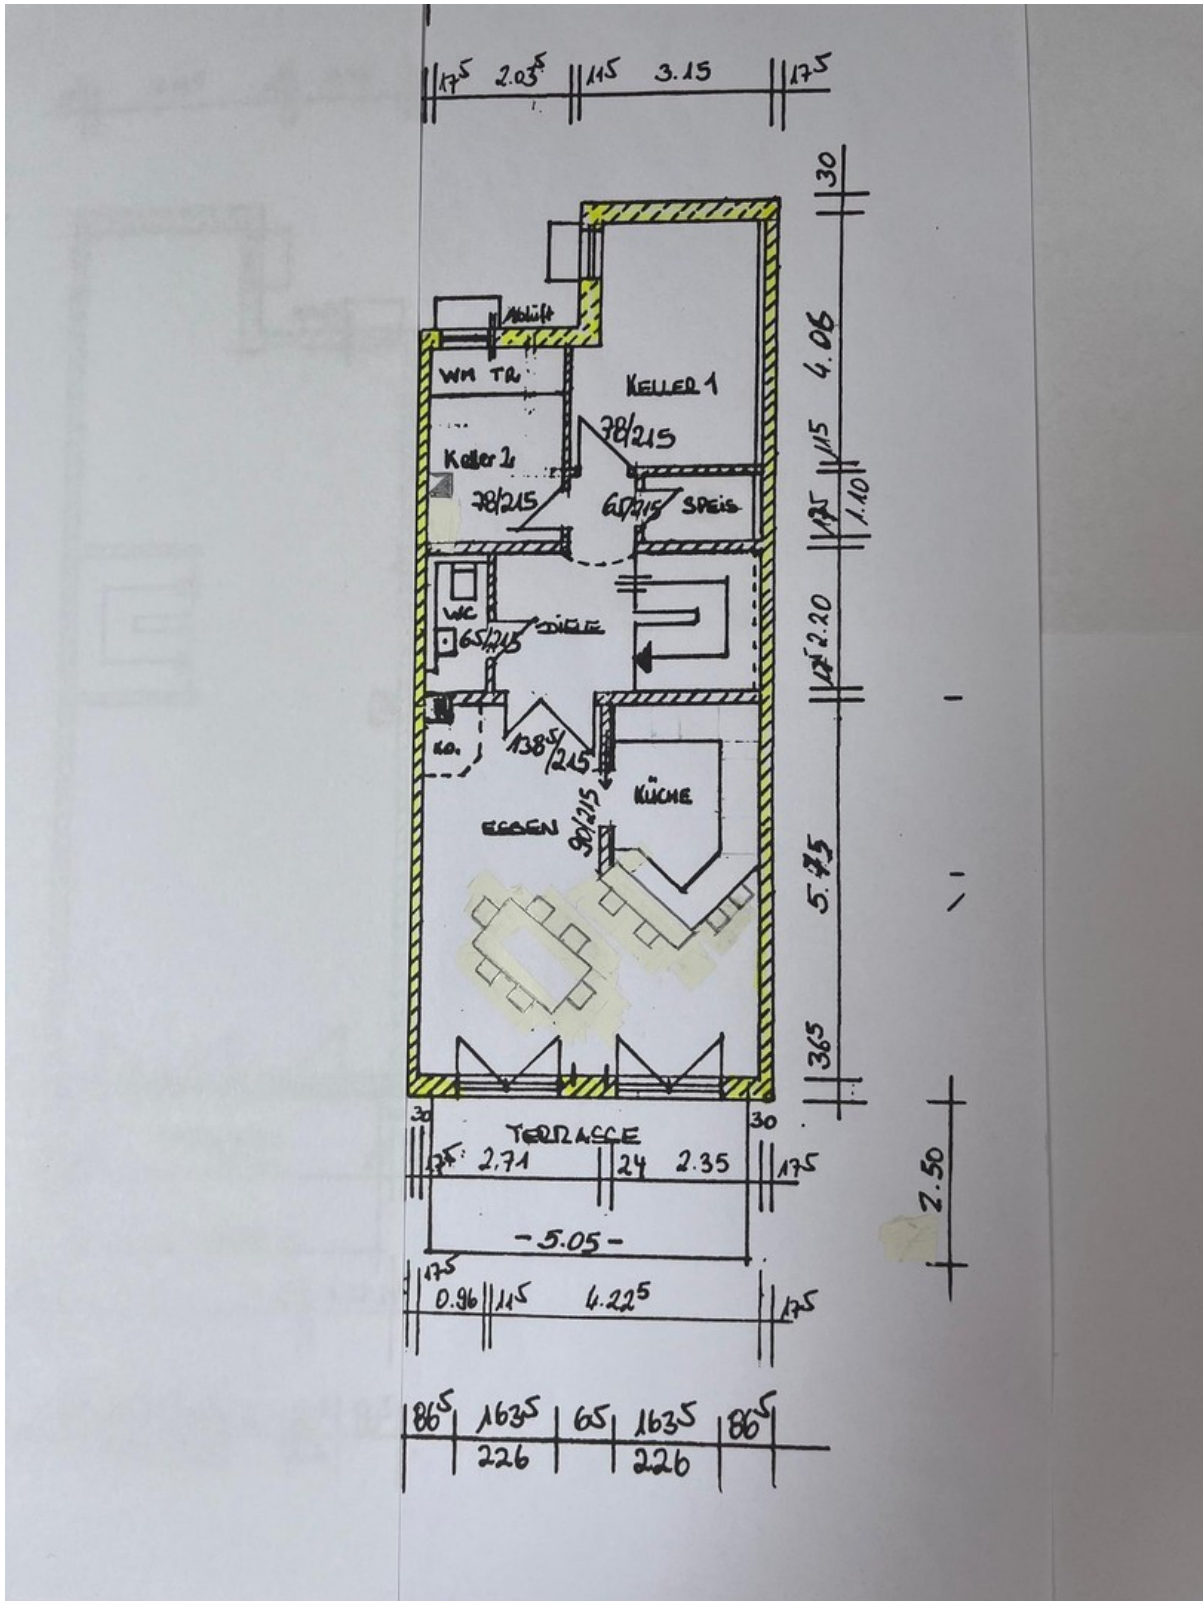 17⁵ 2.03⁵ 11⁵ 3.15 17⁵
30
Abluft
WM TR
4.06
KELLER 1
78/215
11⁵
Keller 2
78/215
65/215
SPEIS
17⁵
1.10
WC
65/215
DIELE
2.20
17⁵
KO.
138⁵/215
KÜCHE
90/215
ESSEN
5.75
36⁵
30
30
TERRASSE
17⁵ 2.71 24 2.35 17⁵
2.50
-5.05-
17⁵
0.96 11⁵ 4.22⁵ 17⁵
86⁵ 163⁵ 65 163⁵ 86⁵
226 226